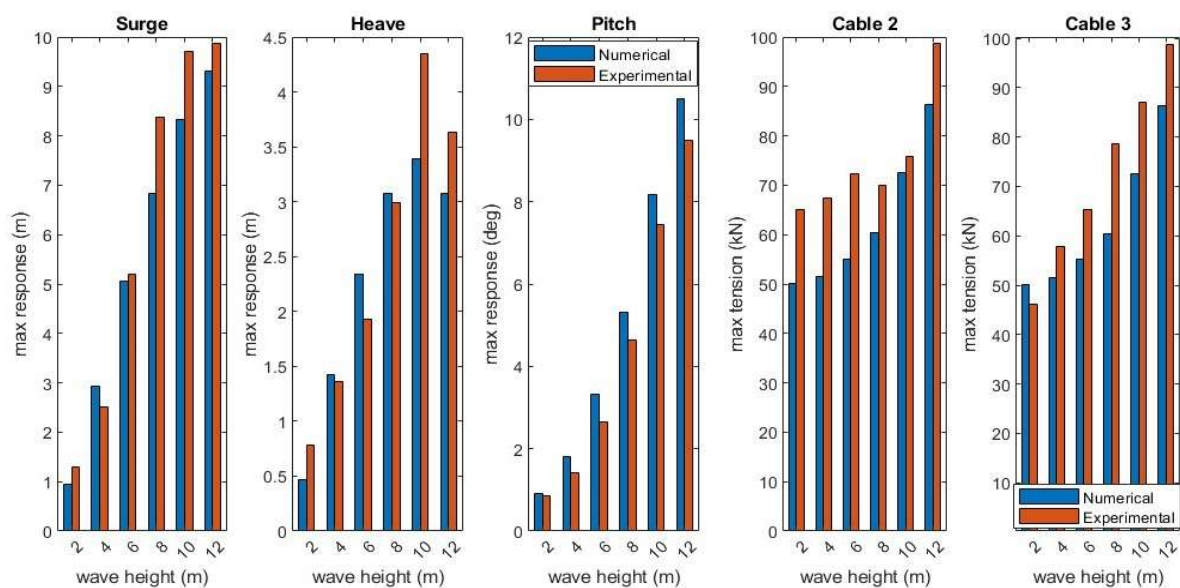 Surge
10
9
8
7
6
5
4
3
2
1
0
max response (m)
2 4 6 8 10 12
wave height (m)
Heave
4.5
4
3.5
3
2.5
2
1.5
1
0.5
0
max response (m)
2 4 6 8 10 12
wave height (m)
Pitch
Numerical
Experimental
12
10
8
6
4
2
0
max response (deg)
2 4 6 8 10 12
wave height (m)
Cable 2
100
90
80
70
60
50
40
30
20
10
0
max tension (kN)
2 4 6 8 10 12
wave height (m)
Cable 3
100
90
80
70
60
50
40
30
20
10
0
max tension (kN)
Numerical
Experimental
2 4 6 8 10 12
wave height (m)